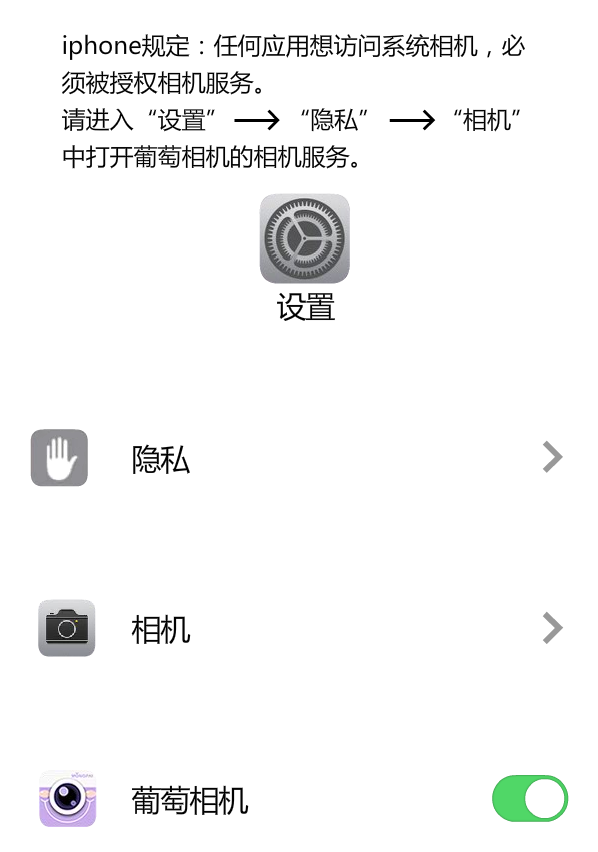 iphone规定：任何应用想访问系统相机，必
须被授权相机服务。
请进入“设置” → “隐私” → “相机”
中打开葡萄相机的相机服务。
设置
隐私
相机
葡萄相机